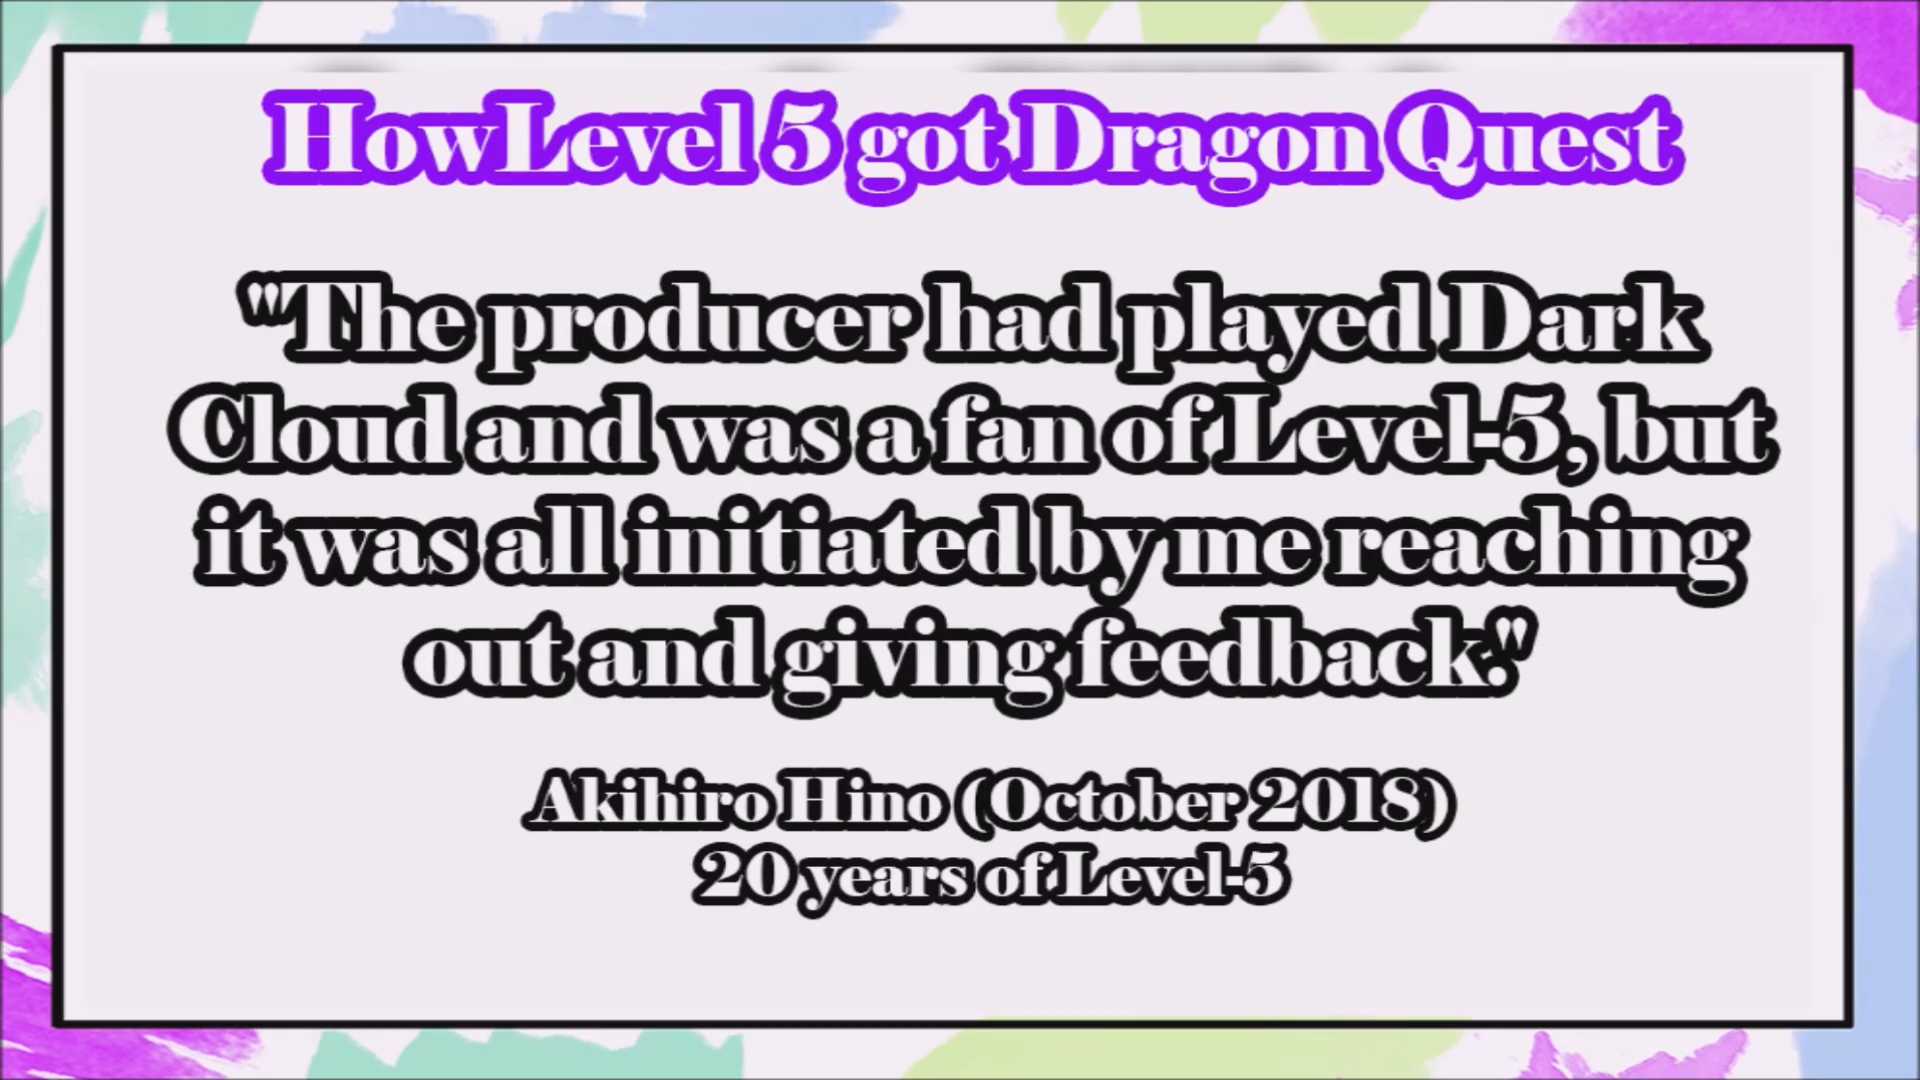 How Level 5 got Dragon Quest
"The producer had played Dark
Cloud and was a fan of Level-5, but
it was all initiated by me reaching
out and giving feedback."
Akihiro Hino (October 2018)
20 years of Level-5